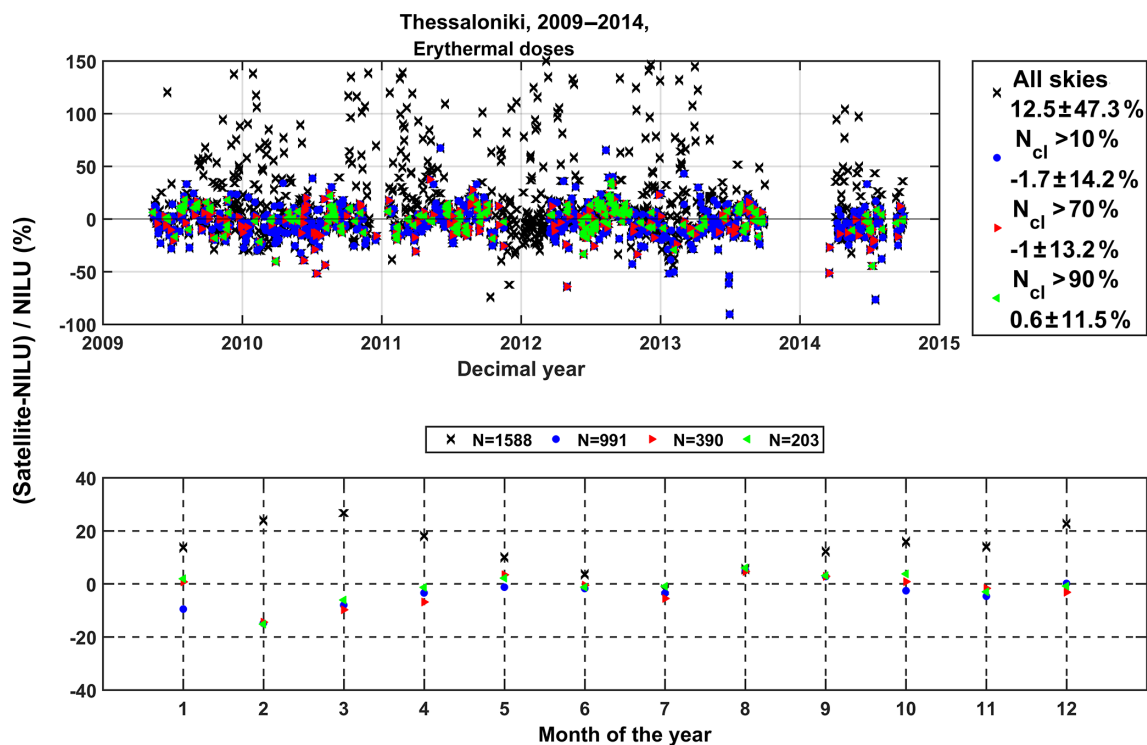 Thessaloniki, 2009–2014,
Erythermal doses
150
100
50
0
-50
-100
2009 2010 2011 2012 2013 2014 2015
Decimal year
All skies
12.5±47.3%
Ncl >10%
-1.7±14.2%
Ncl >70%
-1±13.2%
Ncl >90%
0.6±11.5%
(Satellite-NILU) / NILU (%)
N=1588 N=991 N=390 N=203
40
20
0
-20
-40
1 2 3 4 5 6 7 8 9 10 11 12
Month of the year